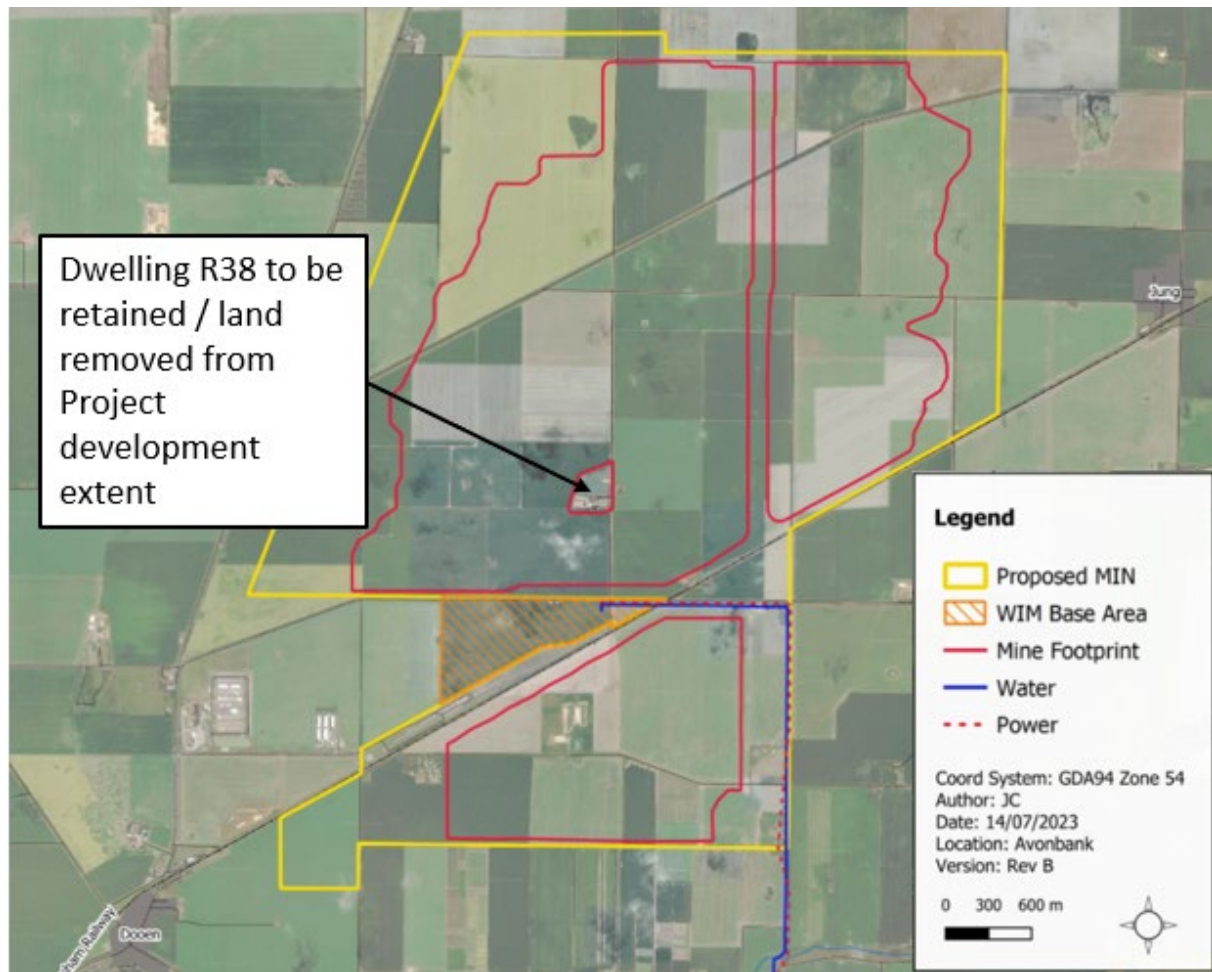 Dwelling R38 to be
retained / land
removed from
Project
development
extent
Jung
Legend
Proposed MIN
WIM Base Area
Mine Footprint
Water
Power
Coord System: GDA94 Zone 54
Author: JC
Date: 14/07/2023
Location: Avonbank
Version: Rev B
0 300 600 m
ham Railway
Dooen